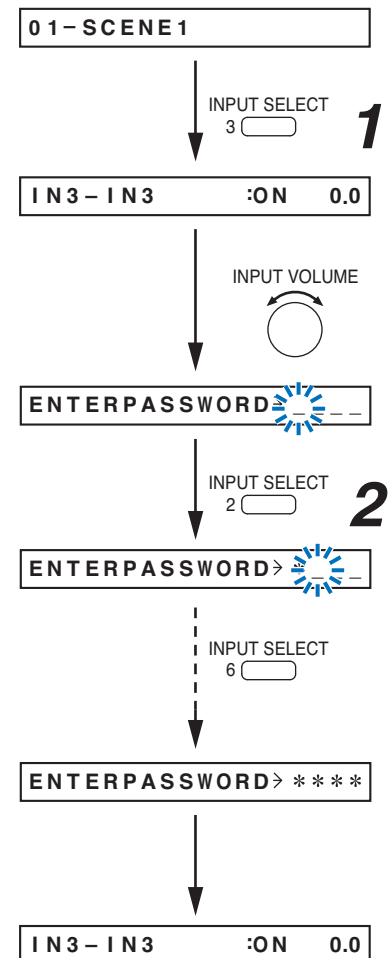 01-SCENE1
INPUT SELECT
3
1
IN3-IN3 :ON 0.0
INPUT VOLUME
ENTERPASSWORD> _ _ _ _
INPUT SELECT
2
2
ENTERPASSWORD> * _ _ _
INPUT SELECT
6
ENTERPASSWORD> ****
IN3-IN3 :ON 0.0